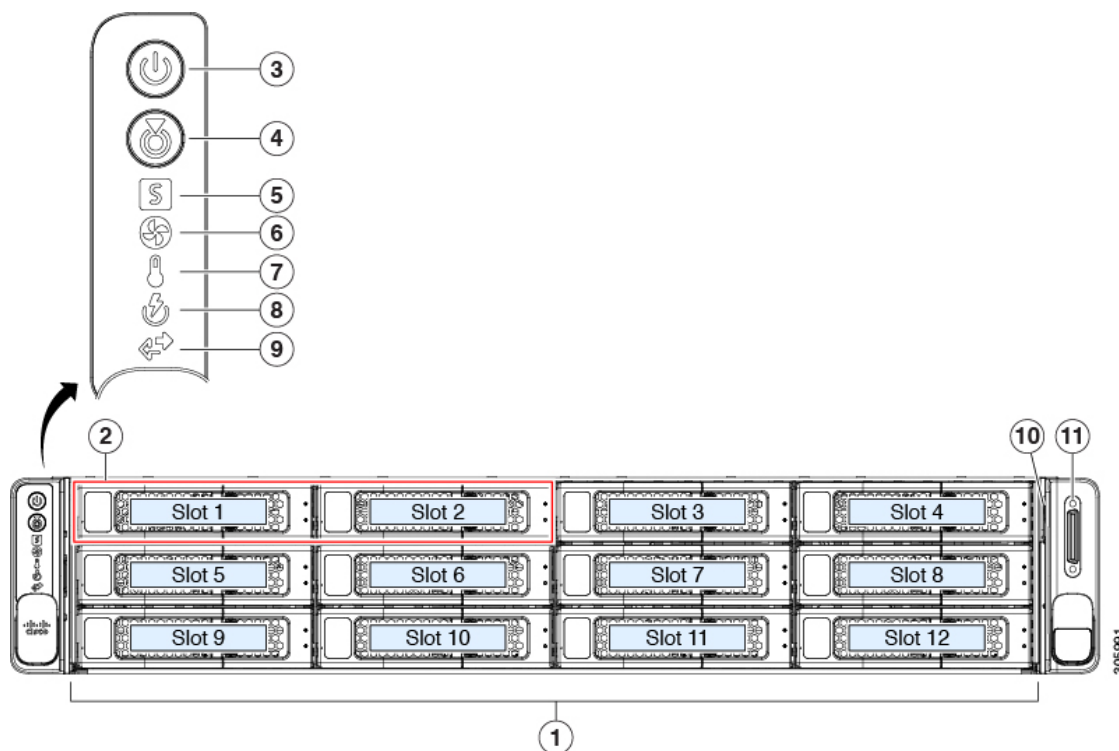 3
4
S
5
6
7
8
9
2
10
11
Slot 1
Slot 2
Slot 3
Slot 4
Slot 5
Slot 6
Slot 7
Slot 8
Slot 9
Slot 10
Slot 11
Slot 12
cisco
1